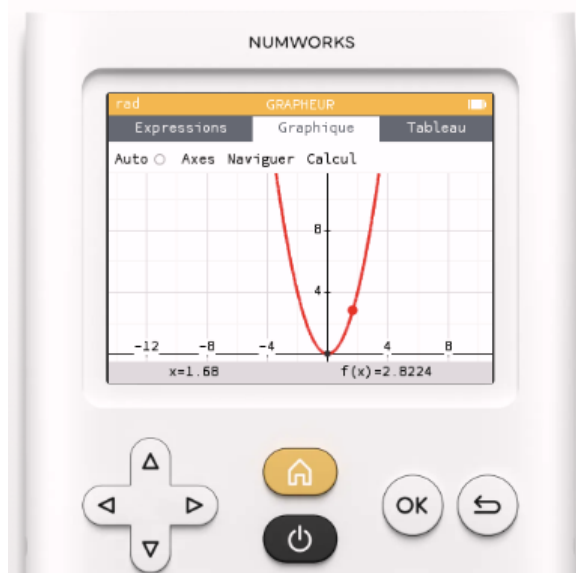 NUMWORKS
rad GRAPHEUR
Expressions Graphique Tableau
Auto Axes Naviguer Calcul
8
4
-12 -8 -4 4 8
x=1.68 f(x)=2.8224
OK